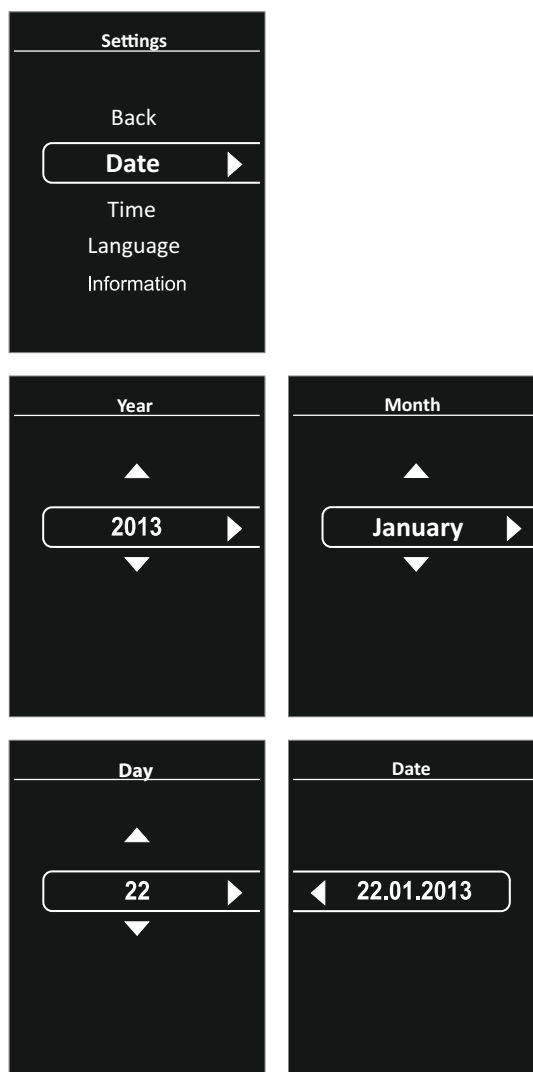 Settings
Back
Date
Time
Language
Information
Year
2013
Month
January
Day
22
Date
22.01.2013